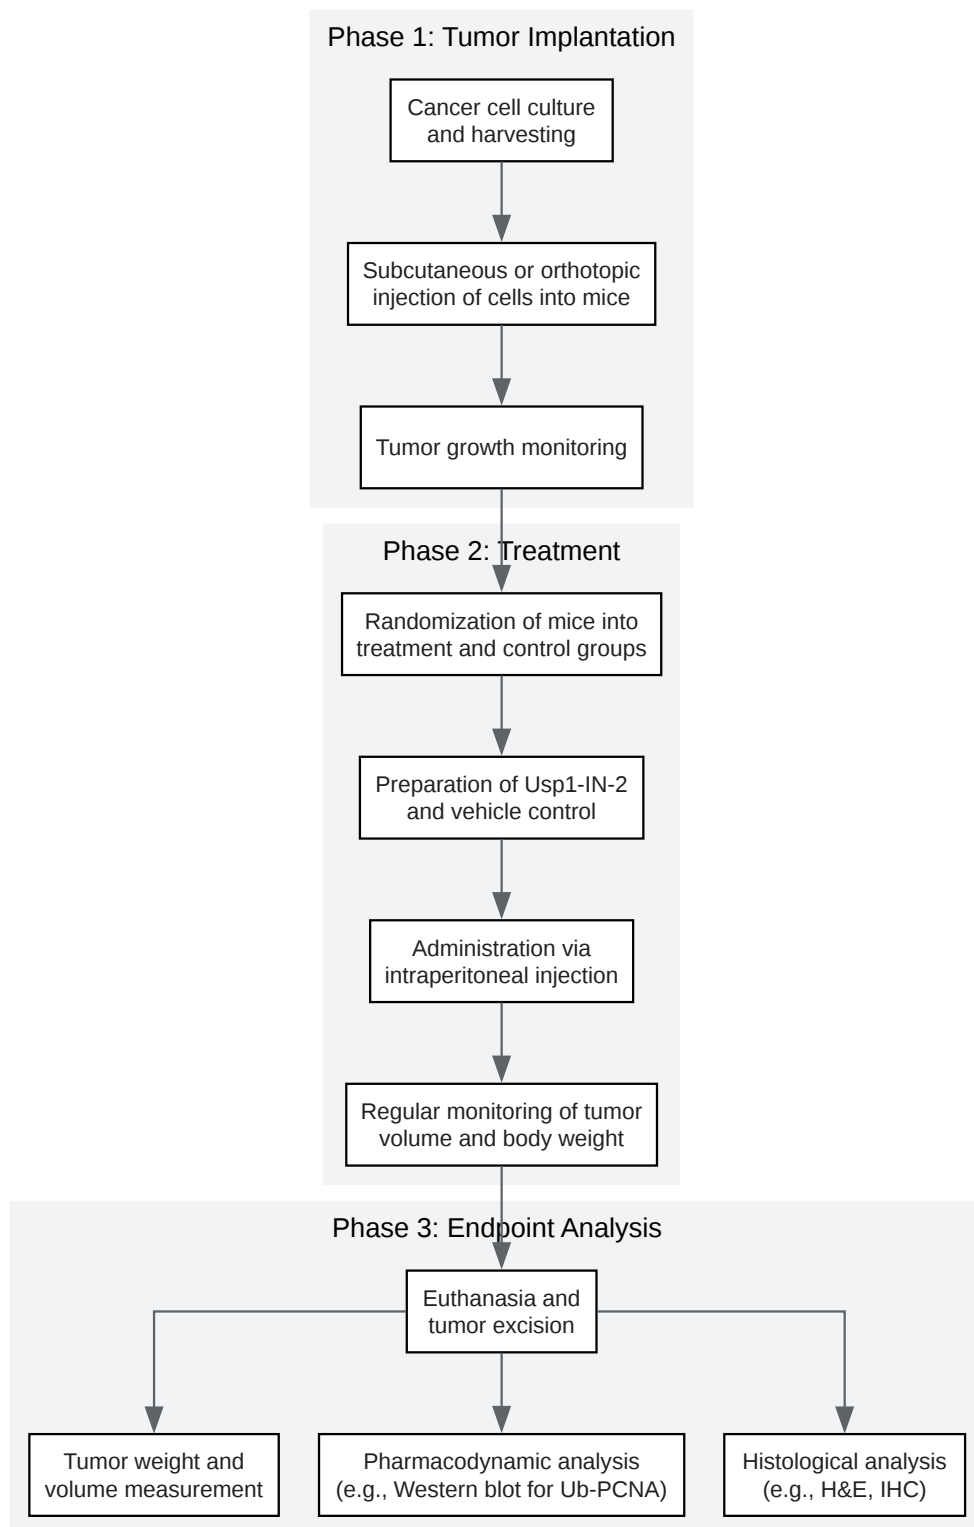 Phase 1: Tumor Implantation
Cancer cell culture
and harvesting
Subcutaneous or orthotopic
injection of cells into mice
Tumor growth monitoring
Phase 2: Treatment
Randomization of mice into
treatment and control groups
Preparation of Usp1-IN-2
and vehicle control
Administration via
intraperitoneal injection
Regular monitoring of tumor
volume and body weight
Phase 3: Endpoint Analysis
Euthanasia and
tumor excision
Tumor weight and
volume measurement
Pharmacodynamic analysis
(e.g., Western blot for Ub-PCNA)
Histological analysis
(e.g., H&E, IHC)